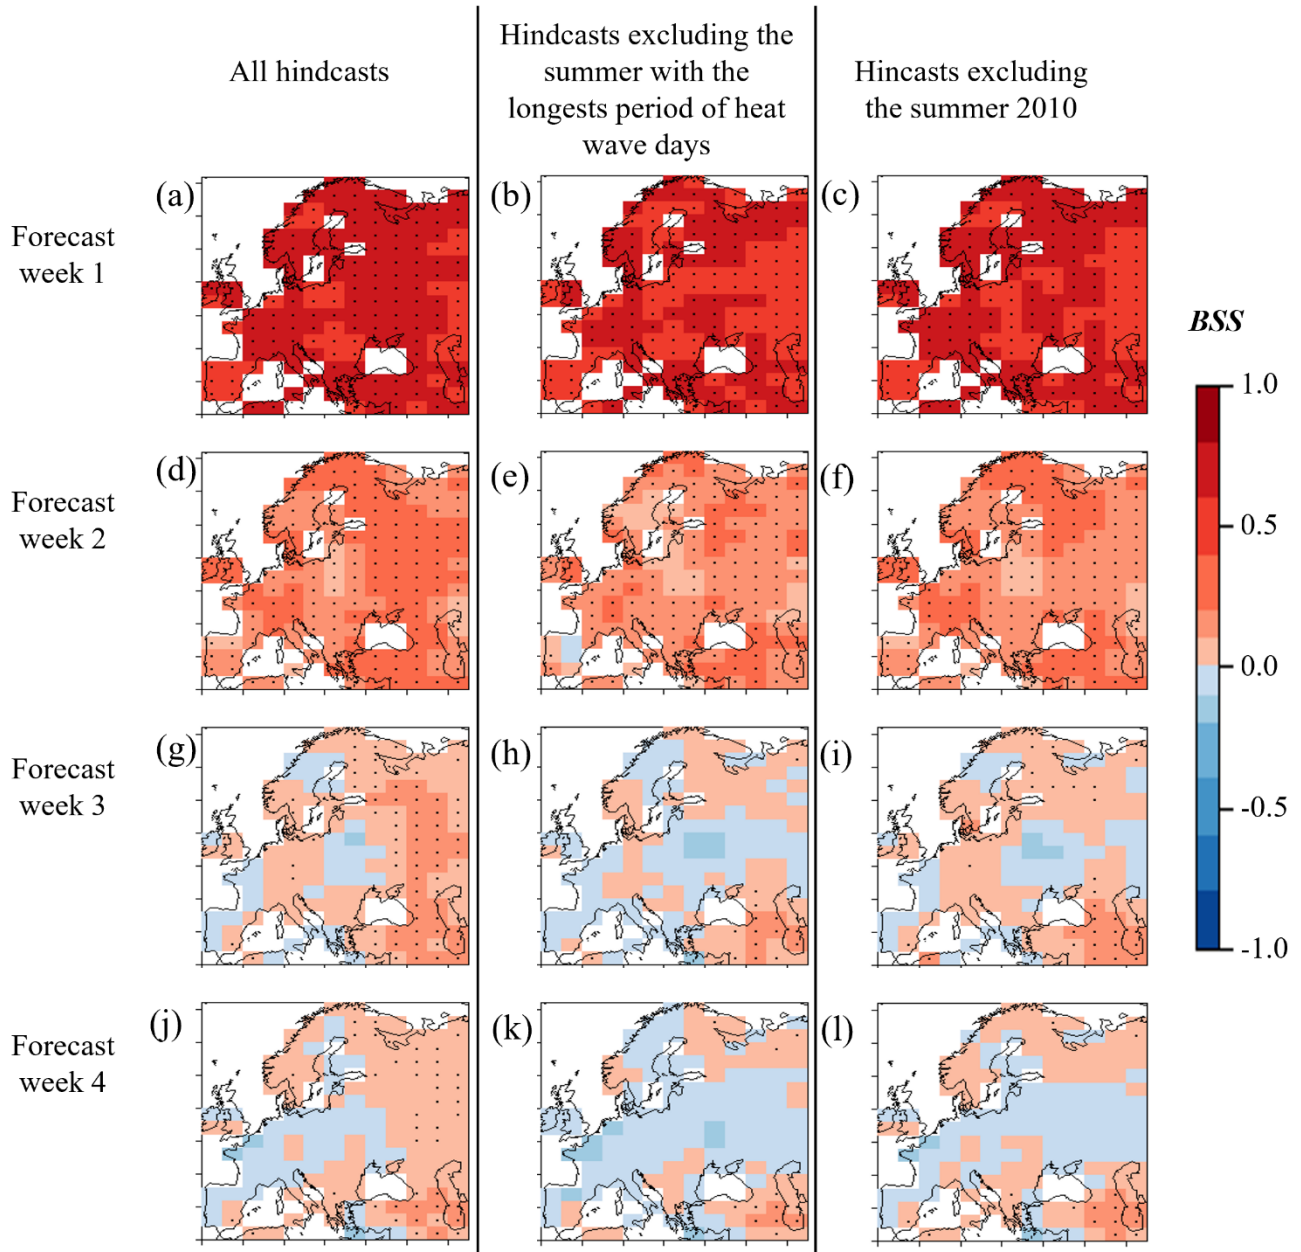 All hindcasts
Hindcasts excluding the
summer with the
longests period of heat
wave days
Hincasts excluding
the summer 2010
Forecast
week 1
(a)
(b)
(c)
BSS
1.0
0.5
0.0
-0.5
-1.0
Forecast
week 2
(d)
(e)
(f)
Forecast
week 3
(g)
(h)
(i)
Forecast
week 4
(j)
(k)
(l)